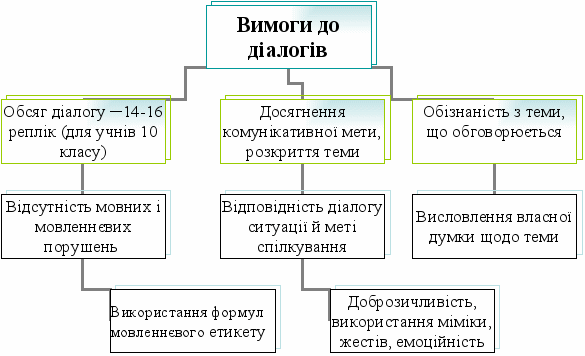 Вимоги до
діалогів
Обсяг діалогу —14-16
реплік (для учнів 10
класу)
Досягнення
комунікативної мети,
розкриття теми
Обізнаність з теми,
що обговорюється
Відсутність мовних і
мовленнєвих
порушень
Відповідність діалогу
ситуації й меті
спілкування
Висловлення власної
думки щодо теми
Використання формул
мовленнєвого етикету
Доброзичливість,
використання міміки,
жестів, емоційність